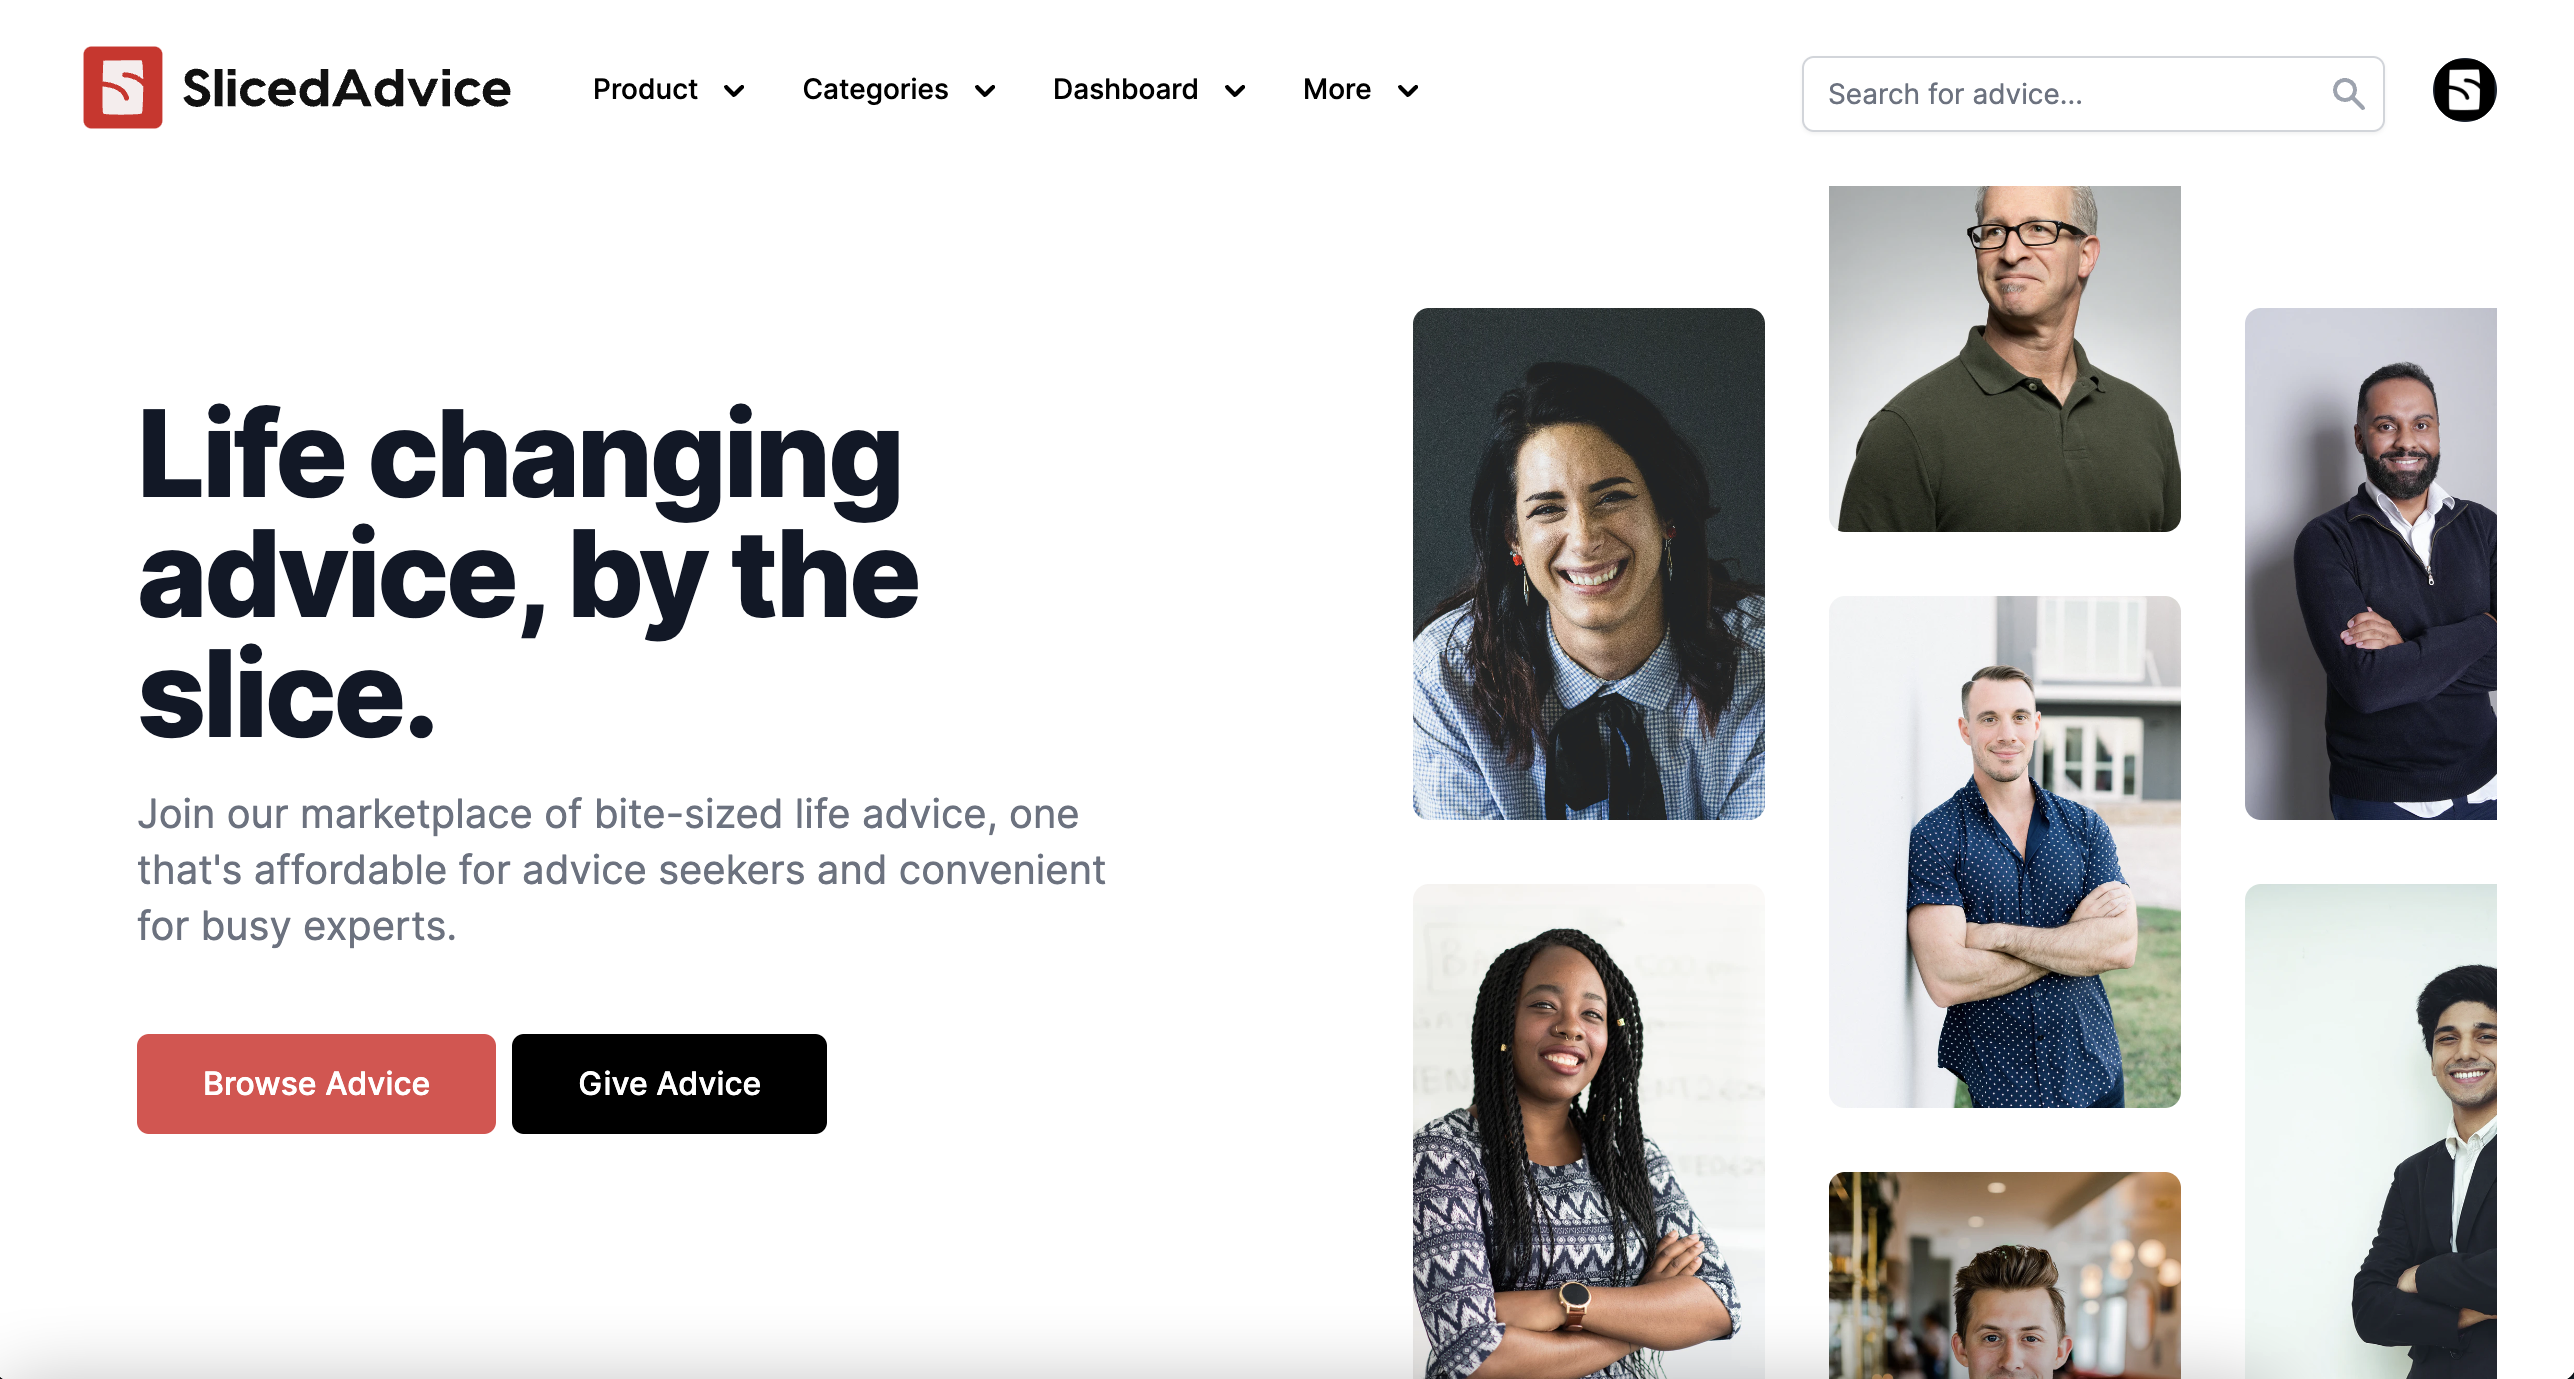 SlicedAdvice
Product
Categories
Dashboard
More
Search for advice...
Life changing
advice, by the
slice.
Join our marketplace of bite-sized life advice, one
that's affordable for advice seekers and convenient
for busy experts.
Browse Advice
Give Advice